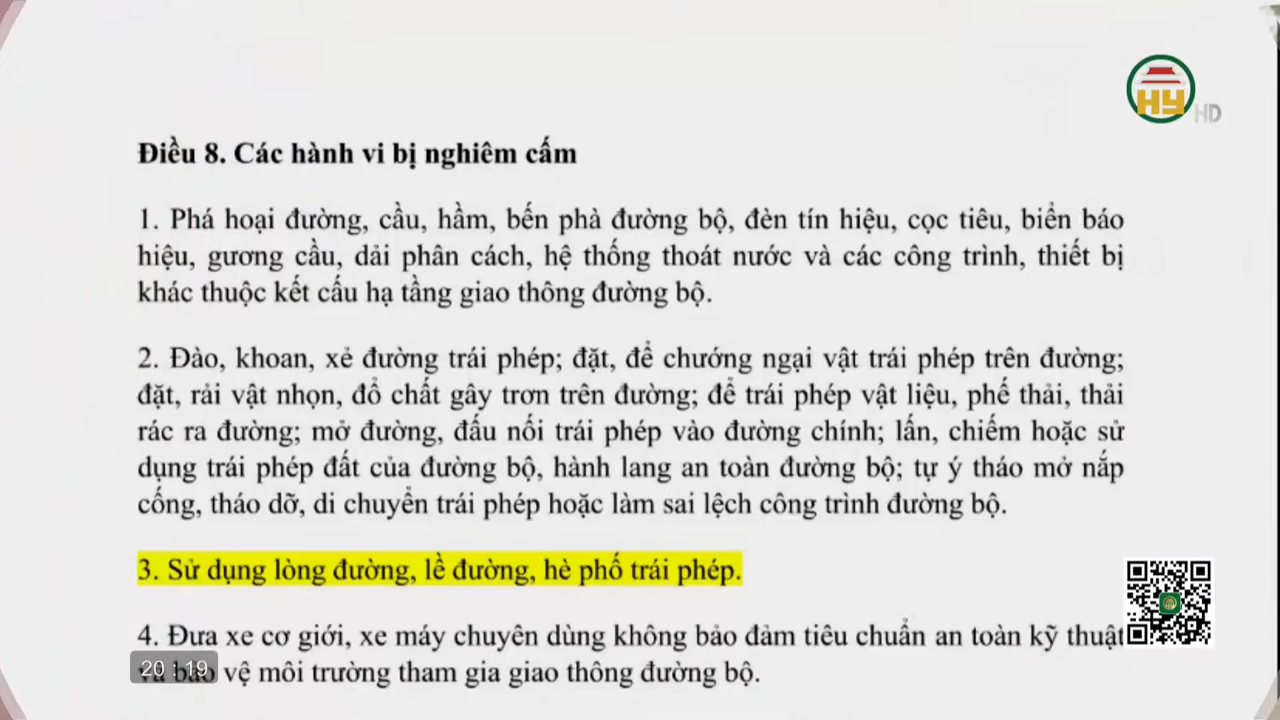 HY
HD
Điều 8. Các hành vi bị nghiêm cấm
1. Phá hoại đường, cầu, hầm, bến phà đường bộ, đèn tín hiệu, cọc tiêu, biển báo
hiệu, gương cầu, dải phân cách, hệ thống thoát nước và các công trình, thiết bị
khác thuộc kết cấu hạ tầng giao thông đường bộ.
2. Đào, khoan, xẻ đường trái phép; đặt, để chướng ngại vật trái phép trên đường;
đặt, rải vật nhọn, đổ chất gây trơn trên đường; để trái phép vật liệu, phế thải, thải
rác ra đường; mở đường, đấu nối trái phép vào đường chính; lấn, chiếm hoặc sử
dụng trái phép đất của đường bộ, hành lang an toàn đường bộ; tự ý tháo mở nắp
cống, tháo dỡ, di chuyển trái phép hoặc làm sai lệch công trình đường bộ.
3. Sử dụng lòng đường, lề đường, hè phố trái phép.
4. Đưa xe cơ giới, xe máy chuyên dùng không bảo đảm tiêu chuẩn an toàn kỹ thuật
vệ môi trường tham gia giao thông đường bộ.
20 19